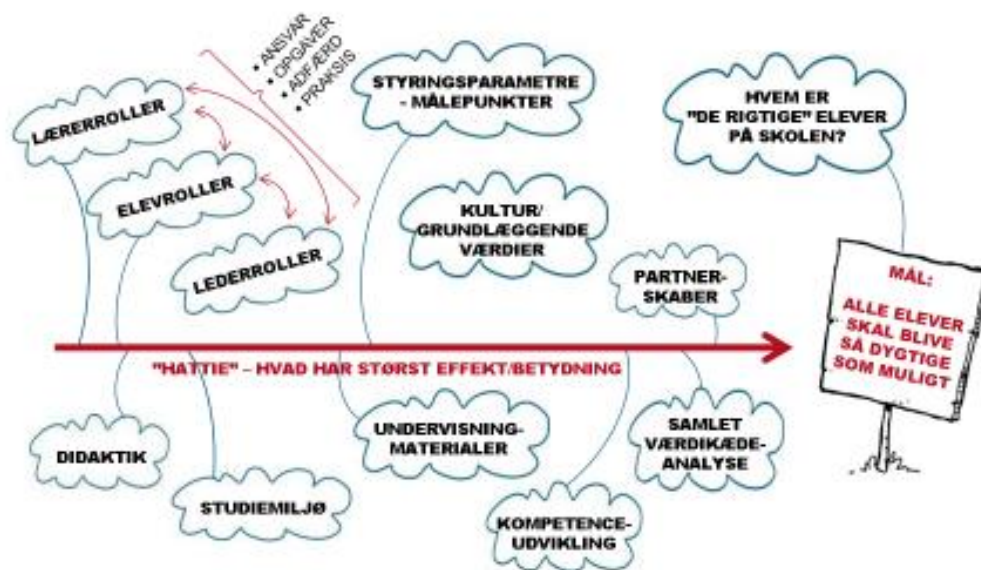 • ANSVAR
• OPGAVER
• ADFÆRD
• PRAKSIS
LÆRERROLLER
ELEVROLLER
LEDERROLLER
STYRINGSPARAMETRE
- MÅLEPUNKTER
HVEM ER
"DE RIGTIGE" ELEVER
PÅ SKOLEN?
KULTUR/
GRUNDLÆGGENDE
VÆRDIER
PARTNER-
SKABER
MÅL:
ALLE ELEVER
SKAL BLIVE
SÅ DYGTIGE
SOM MULIGT
"HATTIE" – HVAD HAR STØRST EFFEKT/BETYDNING
DIDAKTIK
STUDIEMILJØ
UNDERVISNING-
MATERIALER
KOMPETENCE-
UDVIKLING
SAMLET
VÆRDIKÆDE-
ANALYSE